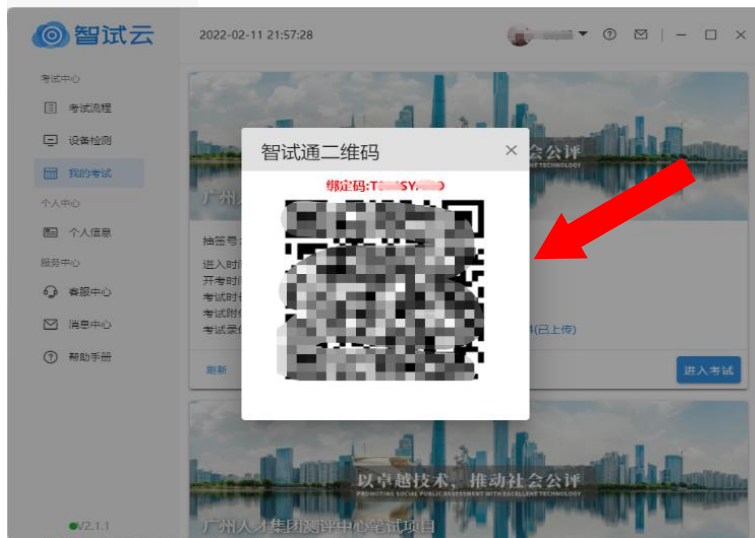 智试云
2022-02-11 21:57:28
考试中心
考试流程
设备检测
我的考试
个人中心
个人信息
服务中心
客服中心
消息中心
帮助手册
V2.1.1
智试通二维码
绑定码:T
SY
会公评
广州
抽签号:
进入时间
开考时间
考试时长
考试附件
考试录像
(已上传)
刷新
进入考试
以卓越技术，推动社会公评
PROMOTING SOCIAL PUBLIC ASSESSMENT WITH EXCELLENT TECHNOLOGY
广州人才集团测评中心笔试项目